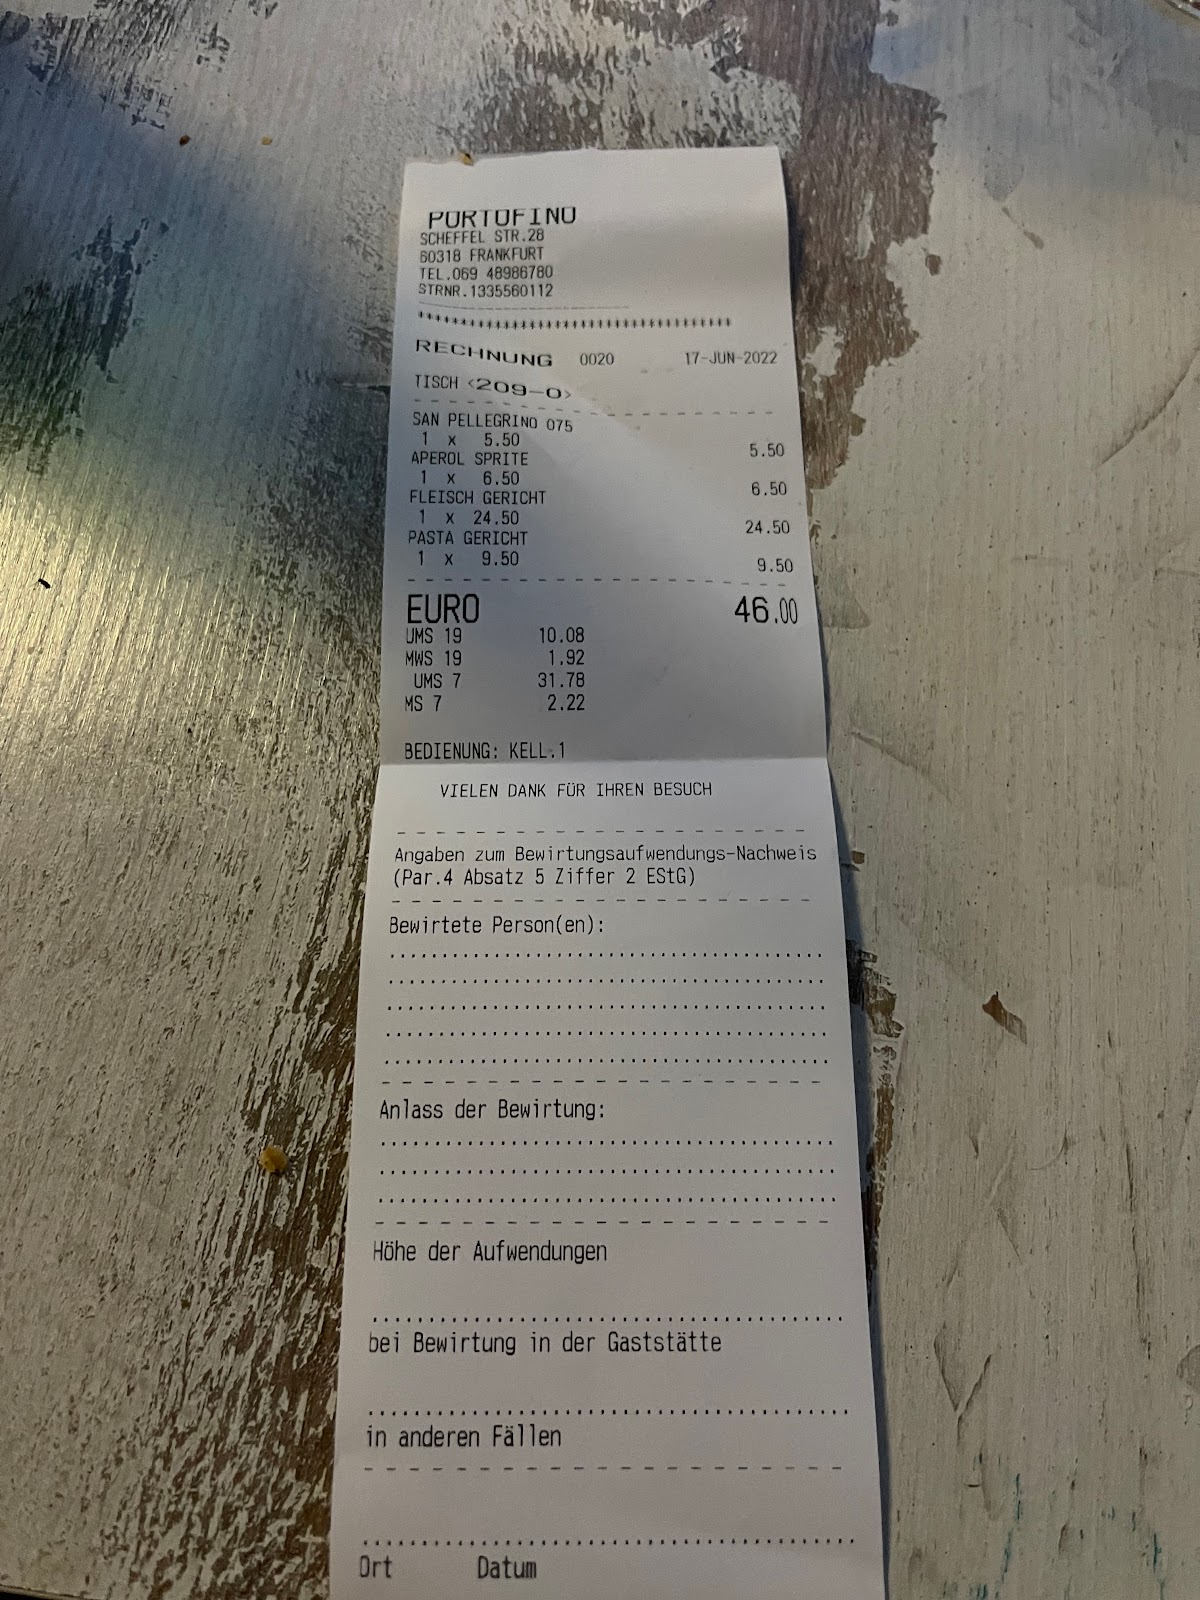 PORTOFINO
SCHEFFEL STR.28
60318 FRANKFURT
TEL.069 48986780
STRNR.1335560112
************************************
RECHNUNG 0020 17-JUN-2022
TISCH <209-0>
SAN PELLEGRINO 075
1 x 5.50 5.50
APEROL SPRITE
1 x 6.50 6.50
FLEISCH GERICHT
1 x 24.50 24.50
PASTA GERICHT
1 x 9.50 9.50
EURO 46.00
UMS 19 10.08
MWS 19 1.92
UMS 7 31.78
MS 7 2.22
BEDIENUNG: KELL.1
VIELEN DANK FÜR IHREN BESUCH
Angaben zum Bewirtungsaufwendungs-Nachweis
(Par.4 Absatz 5 Ziffer 2 EStG)
Bewirtete Person(en):
Anlass der Bewirtung:
Höhe der Aufwendungen
bei Bewirtung in der Gaststätte
in anderen Fällen
Ort Datum